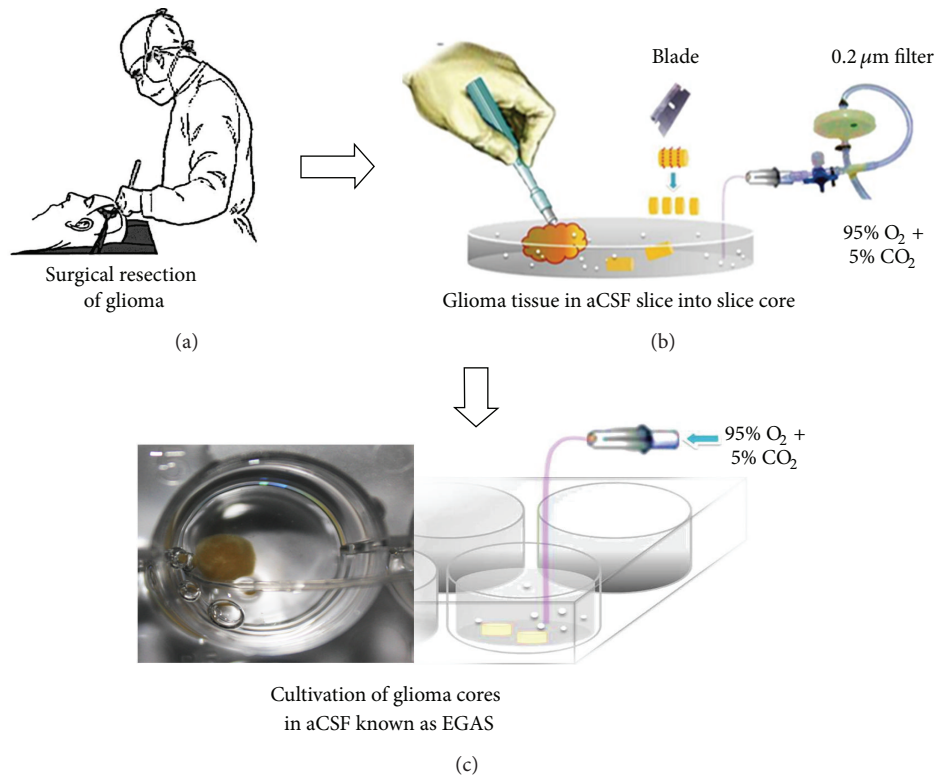 Surgical resection
of glioma
(a)
Blade
0.2 μm filter
95% O₂ +
5% CO₂
Glioma tissue in aCSF slice into slice core
(b)
95% O₂ +
5% CO₂
Cultivation of glioma cores
in aCSF known as EGAS
(c)